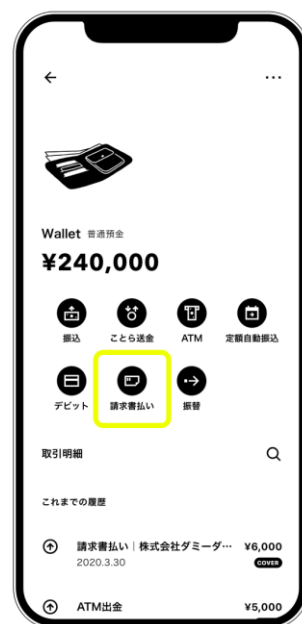 Wallet 普通預金
¥240,000
振込 ことら送金 ATM 定額自動振込
デビット 請求書払い 振替
取引明細
これまでの履歴
請求書払い｜株式会社ダミーダ… ¥6,000
2020.3.30 COVER
ATM出金 ¥5,000